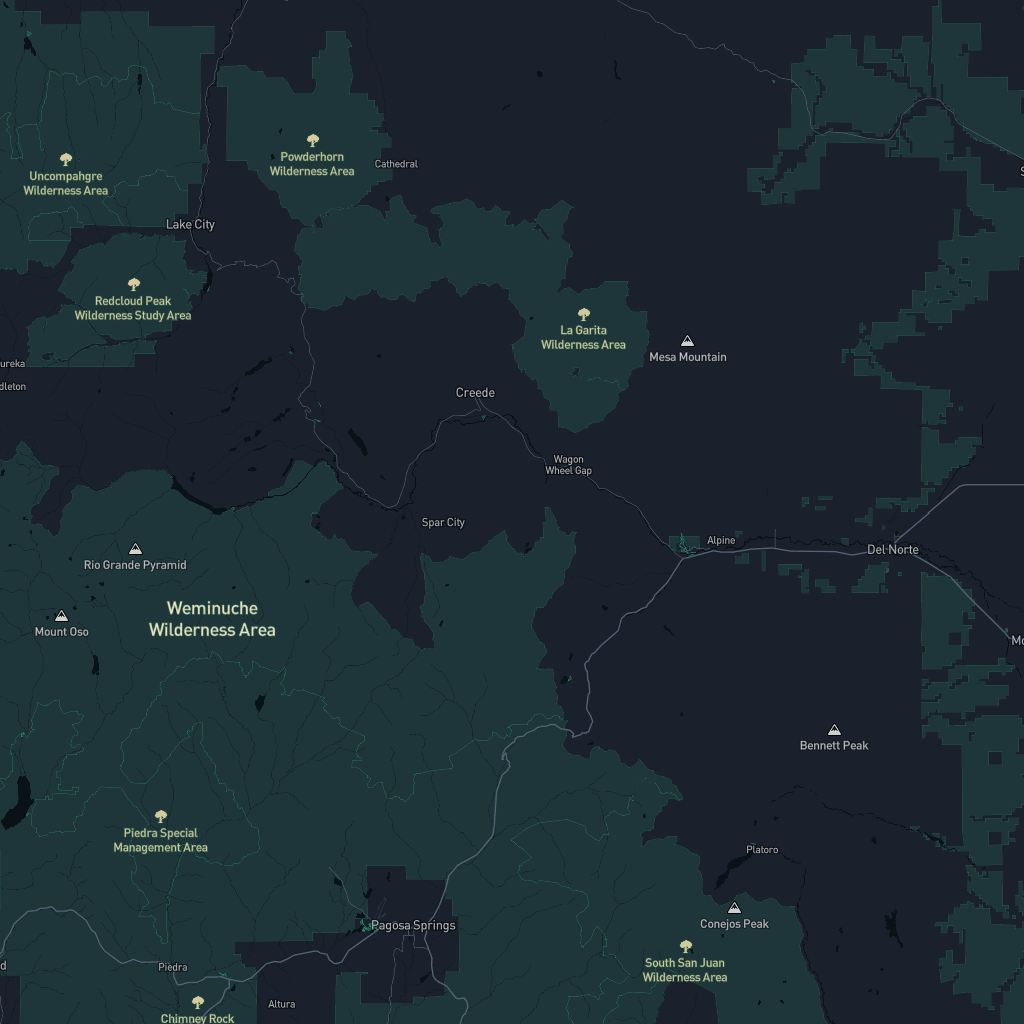 Cathedral
Powderhorn
Wilderness Area
Uncompahgre
Wilderness Area
Lake City
Redcloud Peak
Wilderness Study Area
La Garita
Wilderness Area
Mesa Mountain
ureka
dleton
Creede
Wagon
Wheel Gap
Spar City
Alpine
Del Norte
Rio Grande Pyramid
Weminuche
Wilderness Area
Mount Oso
Mo
Bennett Peak
Piedra Special
Management Area
Platoro
Conejos Peak
Pagosa Springs
South San Juan
Wilderness Area
d
Piedra
Altura
Chimney Rock